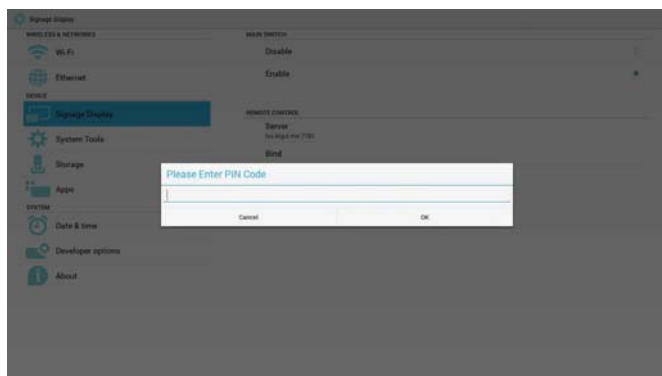 Signage Display
WIRELESS & NETWORKS
Wi-Fi
Ethernet
DEVICE
Signage Display
System Tools
Storage
Apps
SYSTEM
Date & time
Developer options
About
MAIN SWITCH
Disable
Enable
REMOTE CONTROL
Server
Bind
Please Enter PIN Code
Cancel
OK